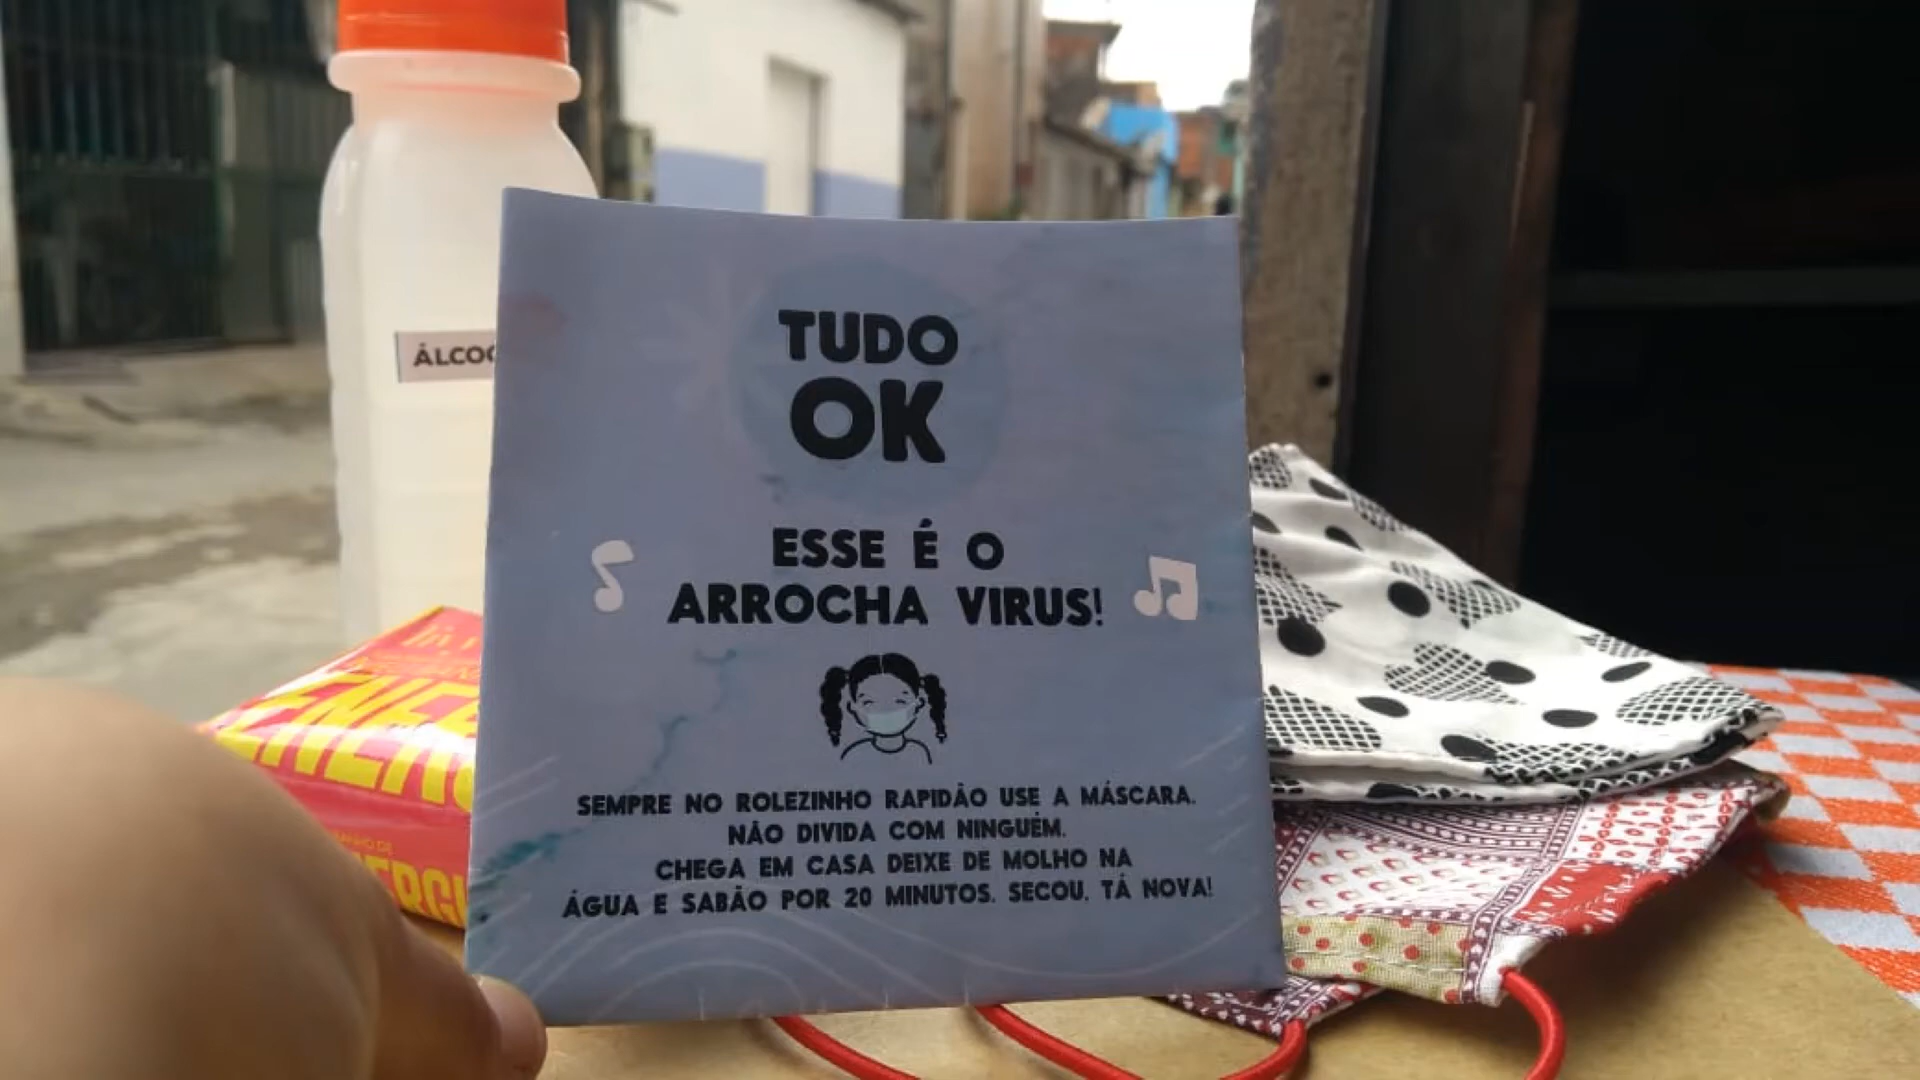 ÁLCOO
TUDO
OK
ESSE É O
ARROCHA VIRUS!
SEMPRE NO ROLEZINHO RAPIDÃO USE A MÁSCARA.
NÃO DIVIDA COM NINGUÉM.
CHEGA EM CASA DEIXE DE MOLHO NA
ÁGUA E SABÃO POR 20 MINUTOS. SECOU, TÁ NOVA!